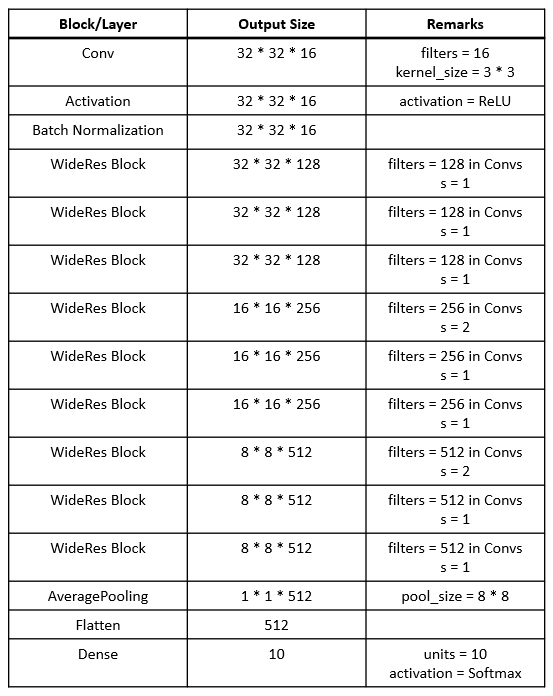 Block/Layer Output Size Remarks
Conv 32 * 32 * 16 filters = 16
kernel_size = 3 * 3
Activation 32 * 32 * 16 activation = ReLU
Batch Normalization 32 * 32 * 16
WideRes Block 32 * 32 * 128 filters = 128 in Convs
s = 1
WideRes Block 32 * 32 * 128 filters = 128 in Convs
s = 1
WideRes Block 32 * 32 * 128 filters = 128 in Convs
s = 1
WideRes Block 16 * 16 * 256 filters = 256 in Convs
s = 2
WideRes Block 16 * 16 * 256 filters = 256 in Convs
s = 1
WideRes Block 16 * 16 * 256 filters = 256 in Convs
s = 1
WideRes Block 8 * 8 * 512 filters = 512 in Convs
s = 2
WideRes Block 8 * 8 * 512 filters = 512 in Convs
s = 1
WideRes Block 8 * 8 * 512 filters = 512 in Convs
s = 1
AveragePooling 1 * 1 * 512 pool_size = 8 * 8
Flatten 512
Dense 10 units = 10
activation = Softmax